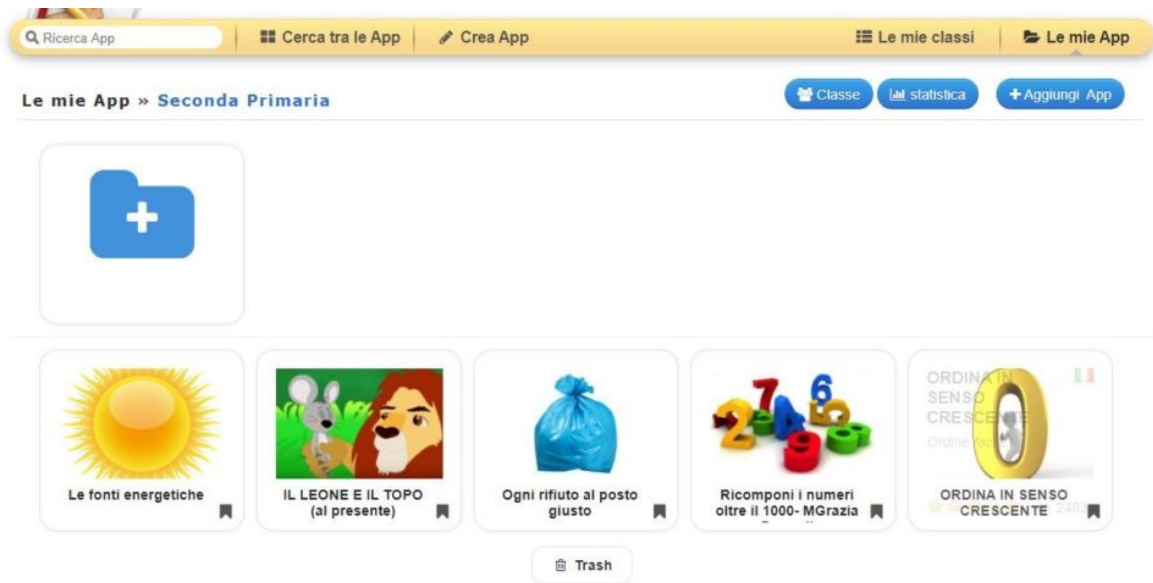 Ricerca App
Cerca tra le App
Crea App
Le mie classi
Le mie App
Le mie App » Seconda Primaria
Classe
statistica
Aggiungi App
Le fonti energetiche
IL LEONE E IL TOPO
(al presente)
Ogni rifiuto al posto
giusto
Ricomponi i numeri
oltre il 1000- MGrazia
ORDINA IN
SENSO
CRESCENTE
Ordine
ORDINA IN SENSO
CRESCENTE
Trash